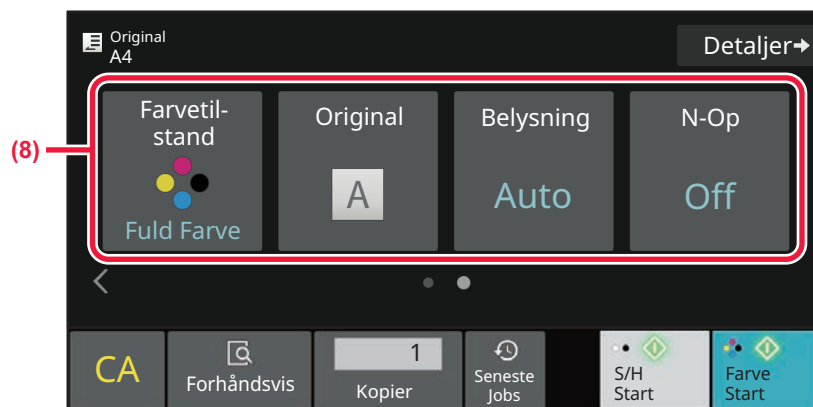 Original
A4
Detaljer
(8)
Farvetil-
stand
Fuld Farve
Original
A
Belysning
Auto
N-Op
Off
CA
Forhåndsvis
1
Kopier
Seneste
Jobs
S/H
Start
Farve
Start